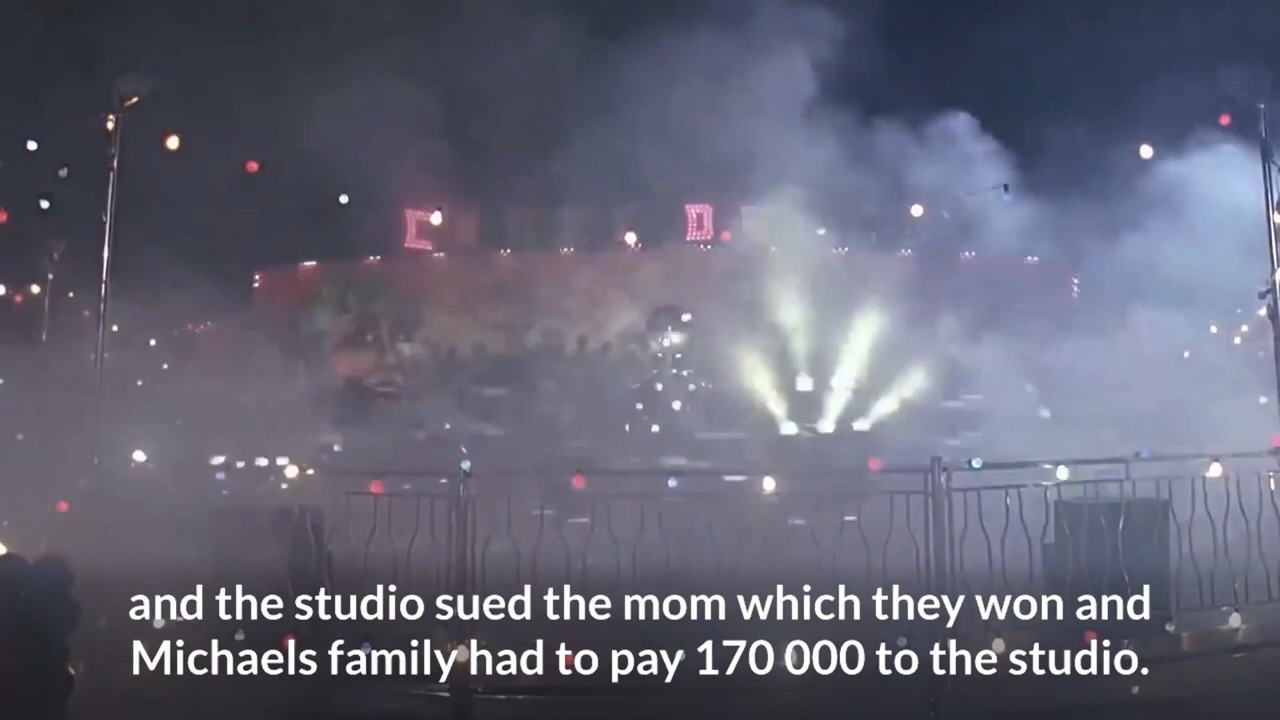 C D
and the studio sued the mom which they won and
Michaels family had to pay 170 000 to the studio.